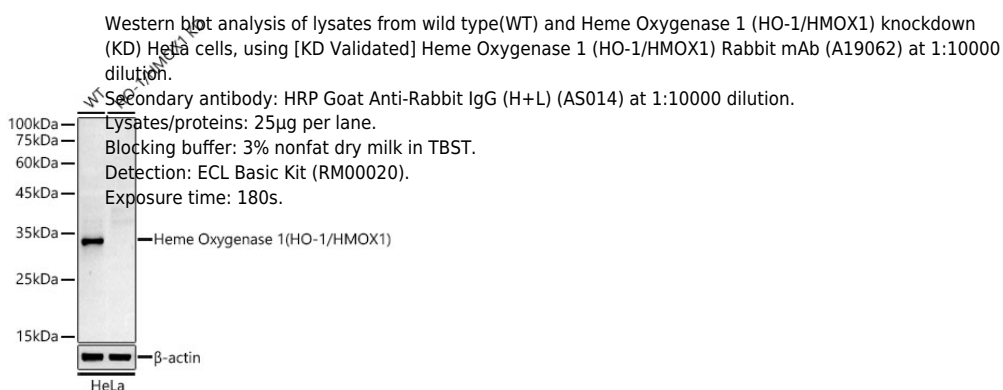 Western blot analysis of lysates from wild type(WT) and Heme Oxygenase 1 (HO-1/HMOX1) knockdown
(KD) HeLa cells, using [KD Validated] Heme Oxygenase 1 (HO-1/HMOX1) Rabbit mAb (A19062) at 1:10000
dilution.
Secondary antibody: HRP Goat Anti-Rabbit IgG (H+L) (AS014) at 1:10000 dilution.
Lysates/proteins: 25μg per lane.
Blocking buffer: 3% nonfat dry milk in TBST.
Detection: ECL Basic Kit (RM00020).
Exposure time: 180s.
WT
HO-1/HMOX1 KD
100kDa
75kDa
60kDa
45kDa
35kDa
Heme Oxygenase 1(HO-1/HMOX1)
25kDa
15kDa
β-actin
HeLa